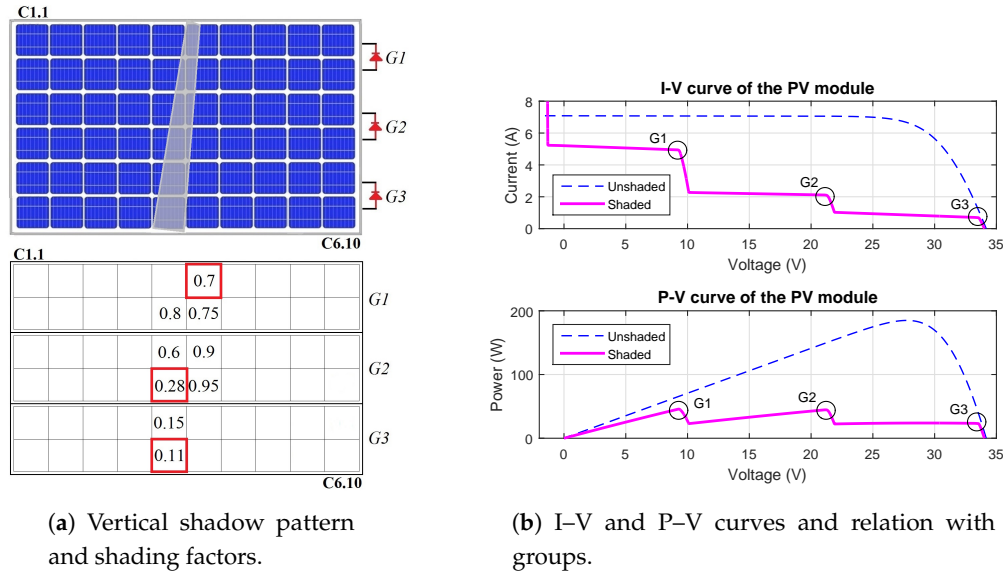 C1.1
G1
G2
G3
C6.10
C1.1
0.7
0.8 0.75
G1
0.6 0.9
0.28 0.95
G2
0.15
0.11
G3
C6.10
(a) Vertical shadow pattern
and shading factors.
I-V curve of the PV module
Current (A)
8
6
4
2
0
G1
G2
G3
Unshaded
Shaded
0 5 10 15 20 25 30 35
Voltage (V)
P-V curve of the PV module
Power (W)
200
100
0
Unshaded
Shaded
G1
G2
G3
0 5 10 15 20 25 30 35
Voltage (V)
(b) I–V and P–V curves and relation with
groups.